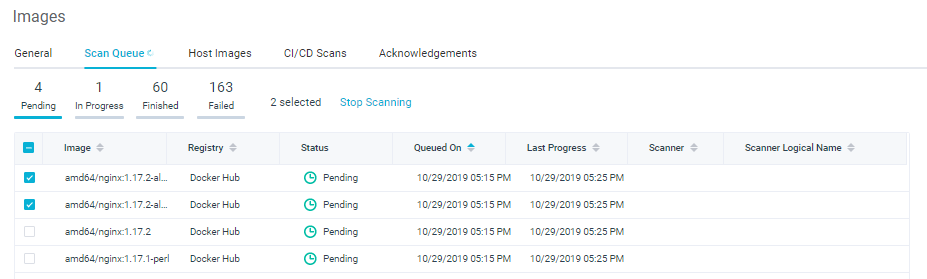 Images
General Scan Queue Host Images CI/CD Scans Acknowledgements
4 1 60 163
Pending In Progress Finished Failed 2 selected Stop Scanning
Image Registry Status Queued On Last Progress Scanner Scanner Logical Name
amd64/nginx:1.17.2-al... Docker Hub Pending 10/29/2019 05:15 PM 10/29/2019 05:25 PM
amd64/nginx:1.17.2-al... Docker Hub Pending 10/29/2019 05:15 PM 10/29/2019 05:25 PM
amd64/nginx:1.17.2 Docker Hub Pending 10/29/2019 05:15 PM 10/29/2019 05:25 PM
amd64/nginx:1.17.1-perl Docker Hub Pending 10/29/2019 05:15 PM 10/29/2019 05:25 PM